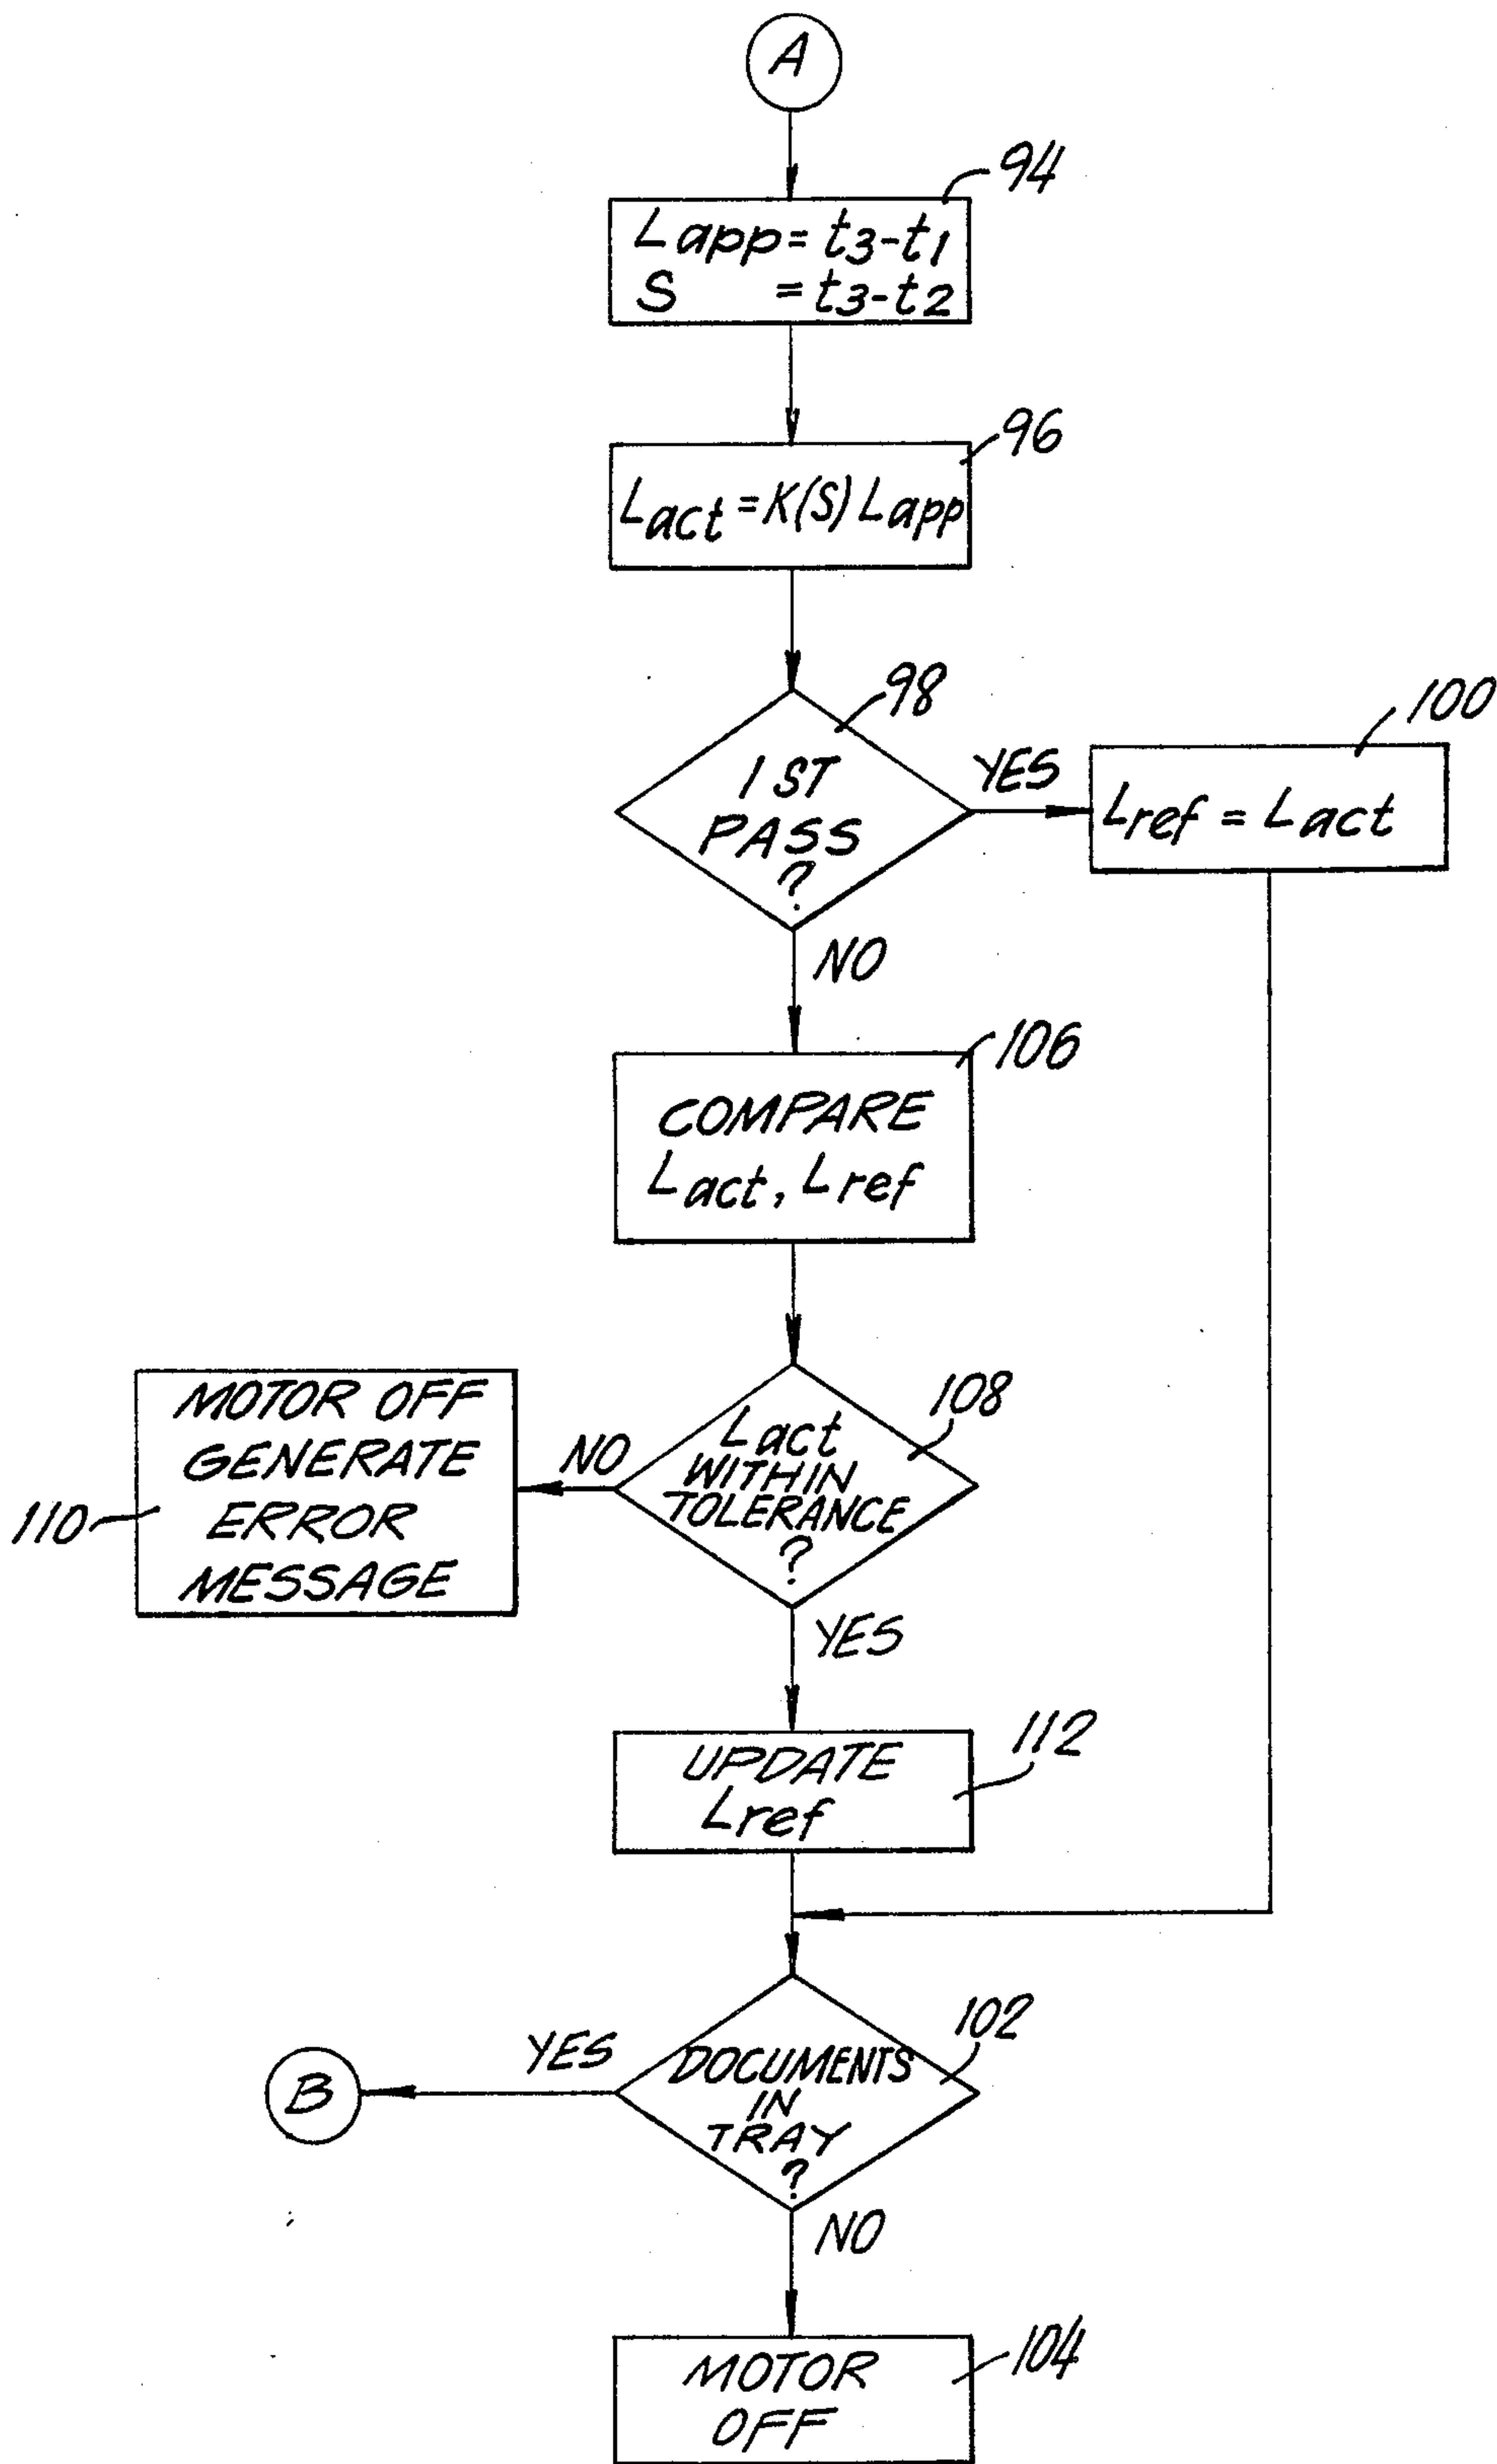 A
94
Lapp = t3-t1
S = t3-t2
96
Lact = K(S) Lapp
98
1 ST
PASS
?
YES
100
Lref = Lact
NO
106
COMPARE
Lact, Lref
108
Lact
WITHIN
TOLERANCE
?
NO
110
MOTOR OFF
GENERATE
ERROR
MESSAGE
YES
112
UPDATE
Lref
102
DOCUMENTS
IN
TRAY
?
YES
B
NO
104
MOTOR
OFF